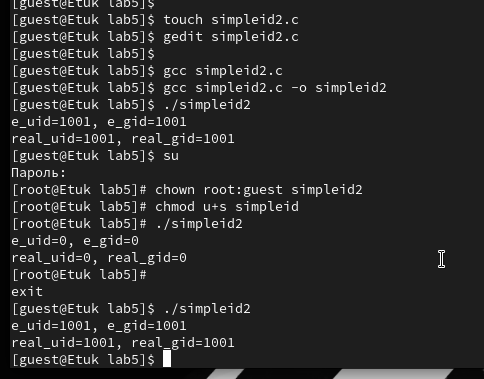 [guest@Etuk lab5]$
[guest@Etuk lab5]$ touch simpleid2.c
[guest@Etuk lab5]$ gedit simpleid2.c
[guest@Etuk lab5]$
[guest@Etuk lab5]$ gcc simpleid2.c
[guest@Etuk lab5]$ gcc simpleid2.c -o simpleid2
[guest@Etuk lab5]$ ./simpleid2
e_uid=1001, e_gid=1001
real_uid=1001, real_gid=1001
[guest@Etuk lab5]$ su
Пароль:
[root@Etuk lab5]# chown root:guest simpleid2
[root@Etuk lab5]# chmod u+s simpleid
[root@Etuk lab5]# ./simpleid2
e_uid=0, e_gid=0
real_uid=0, real_gid=0
[root@Etuk lab5]#
exit
[guest@Etuk lab5]$ ./simpleid2
e_uid=1001, e_gid=1001
real_uid=1001, real_gid=1001
[guest@Etuk lab5]$